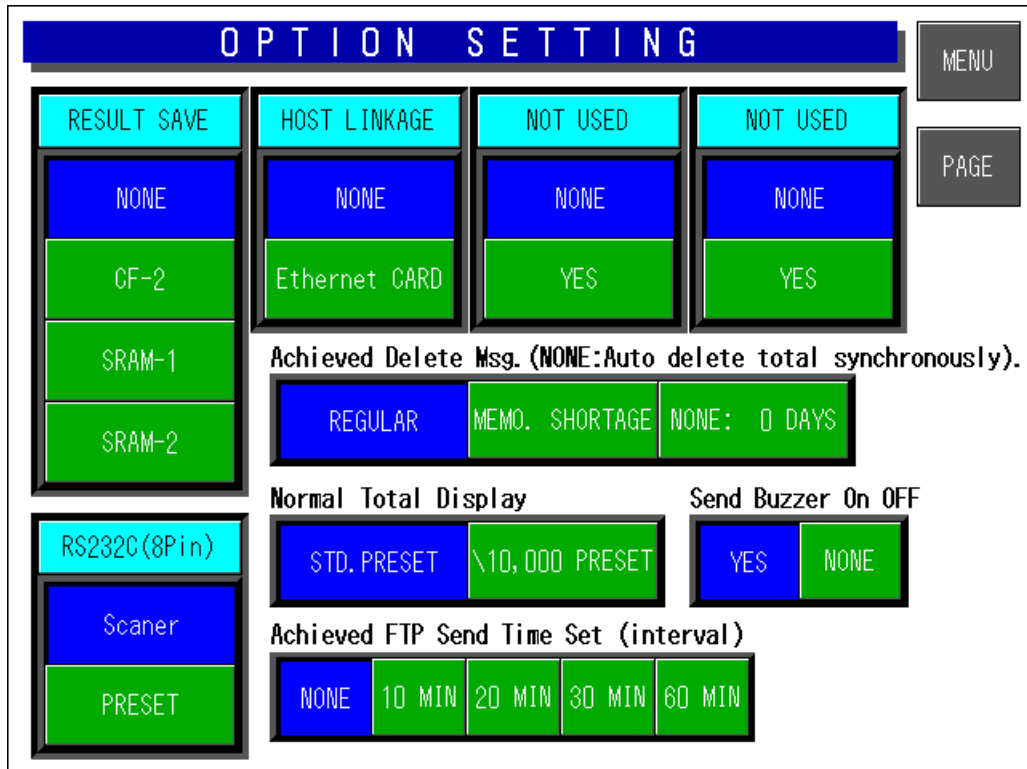 OPTION SETTING
MENU
PAGE
RESULT SAVE
NONE
CF-2
SRAM-1
SRAM-2
HOST LINKAGE
NONE
Ethernet CARD
NOT USED
NONE
YES
NOT USED
NONE
YES
Achieved Delete Msg.(NONE:Auto delete total synchronously).
REGULAR
MEMO. SHORTAGE
NONE: 0 DAYS
Normal Total Display
STD.PRESET
\10,000 PRESET
Send Buzzer On OFF
YES
NONE
RS232C(8Pin)
Scaner
PRESET
Achieved FTP Send Time Set (interval)
NONE
10 MIN
20 MIN
30 MIN
60 MIN